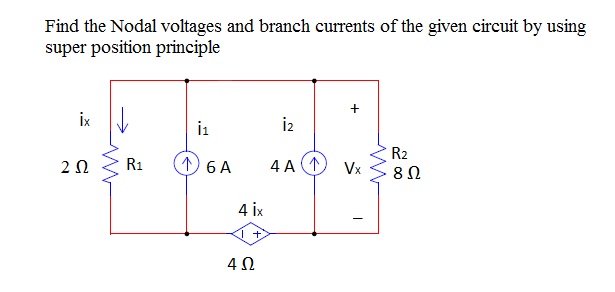 Find the Nodal voltages and branch currents of the given circuit by using
super position principle
ix
i1
i2
+
2 Ω
R1
6 A
4 A
Vx
R2
8 Ω
4 ix
− +
−
4 Ω